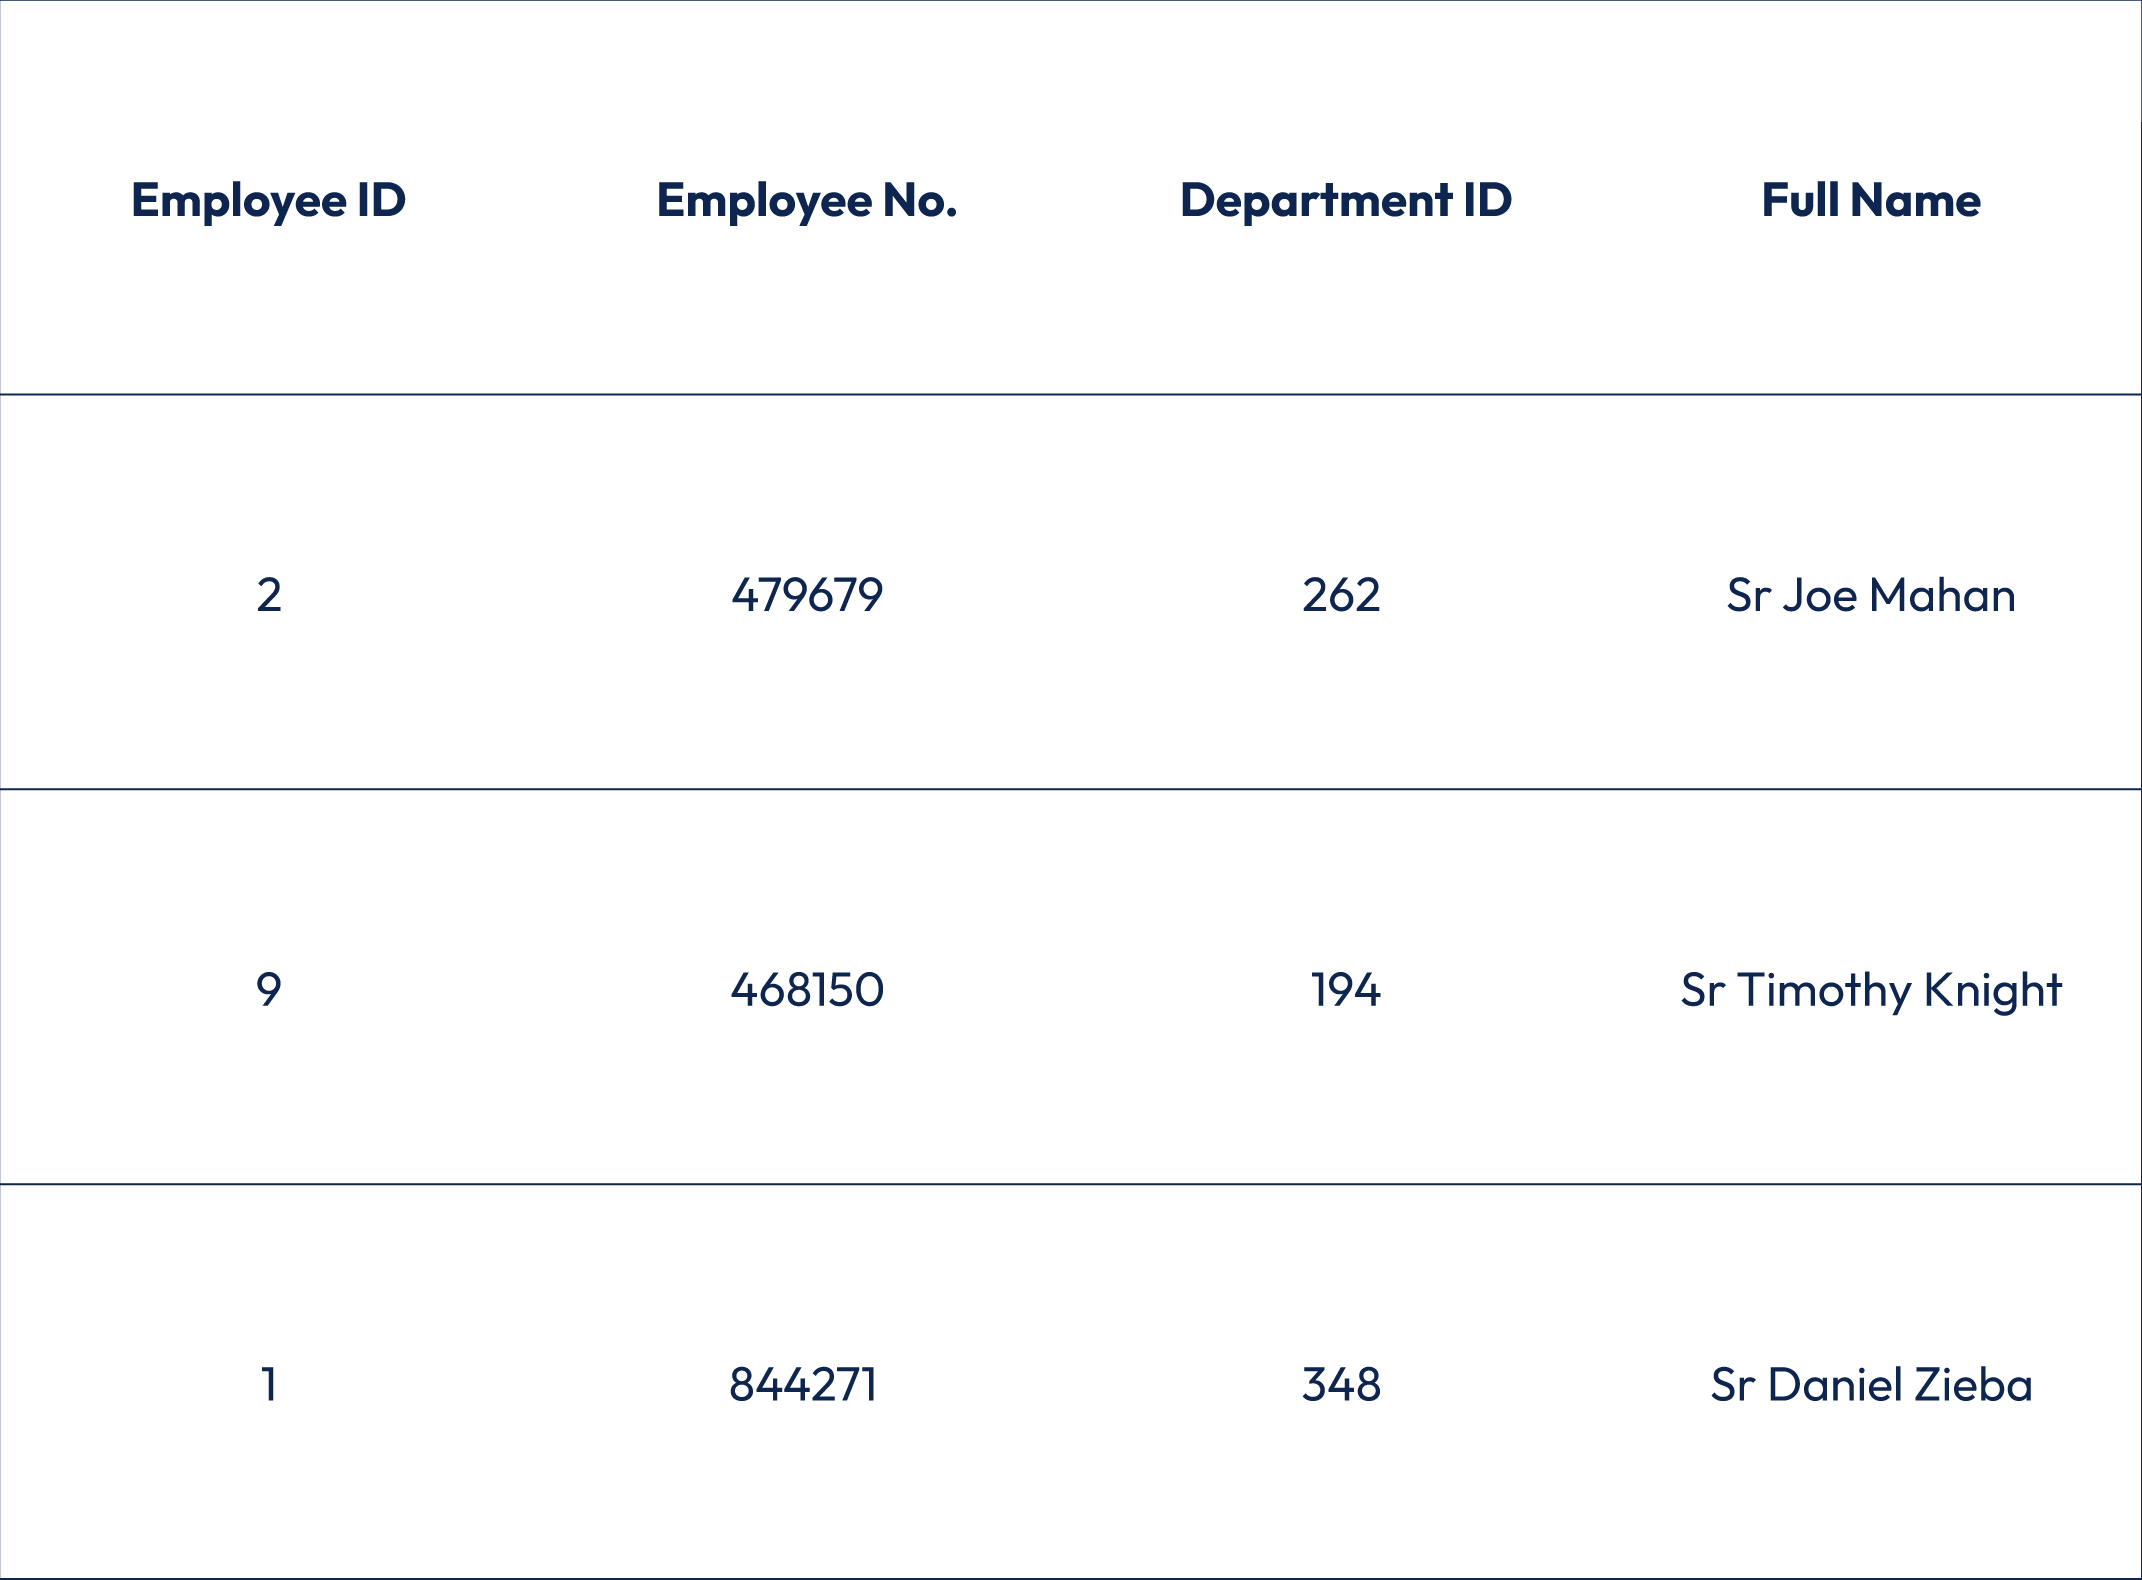 Employee ID Employee No. Department ID Full Name
2 479679 262 Sr Joe Mahan
9 468150 194 Sr Timothy Knight
1 844271 348 Sr Daniel Zieba